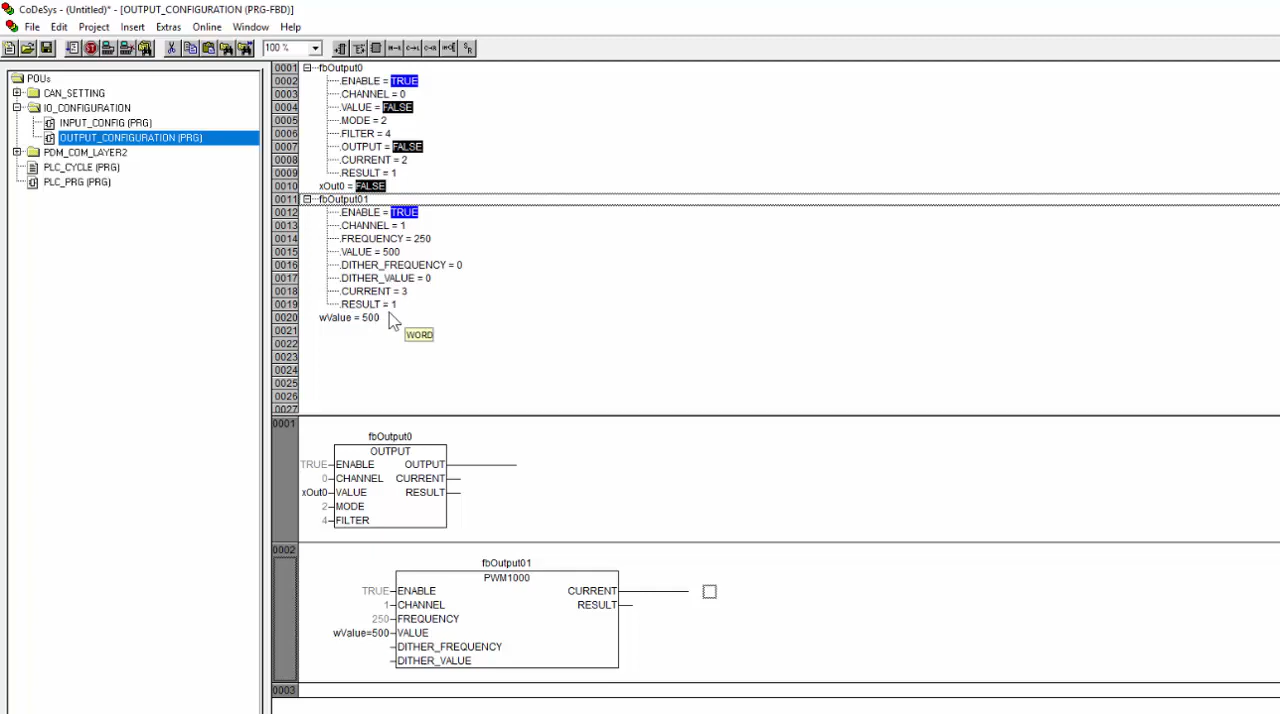 CoDeSys - (Untitled)* - [OUTPUT_CONFIGURATION (PRG-FBD)]
File Edit Project Insert Extras Online Window Help
100 %
POUs
CAN_SETTING
IO_CONFIGURATION
INPUT_CONFIG (PRG)
OUTPUT_CONFIGURATION (PRG)
PDM_COM_LAYER2
PLC_CYCLE (PRG)
PLC_PRG (PRG)
0001 fbOutput0
0002 .ENABLE = TRUE
0003 .CHANNEL = 0
0004 .VALUE = FALSE
0005 .MODE = 2
0006 .FILTER = 4
0007 .OUTPUT = FALSE
0008 .CURRENT = 2
0009 .RESULT = 1
0010 xOut0 = FALSE
0011 fbOutput01
0012 .ENABLE = TRUE
0013 .CHANNEL = 1
0014 .FREQUENCY = 250
0015 .VALUE = 500
0016 .DITHER_FREQUENCY = 0
0017 .DITHER_VALUE = 0
0018 .CURRENT = 3
0019 .RESULT = 1
0020 wValue = 500
WORD
0021
0022
0023
0024
0025
0026
0027
0001
fbOutput0
OUTPUT
TRUE ENABLE OUTPUT
0 CHANNEL CURRENT
xOut0 VALUE RESULT
2 MODE
4 FILTER
0002
fbOutput01
PWM1000
TRUE ENABLE CURRENT
1 CHANNEL RESULT
250 FREQUENCY
wValue=500 VALUE
DITHER_FREQUENCY
DITHER_VALUE
0003